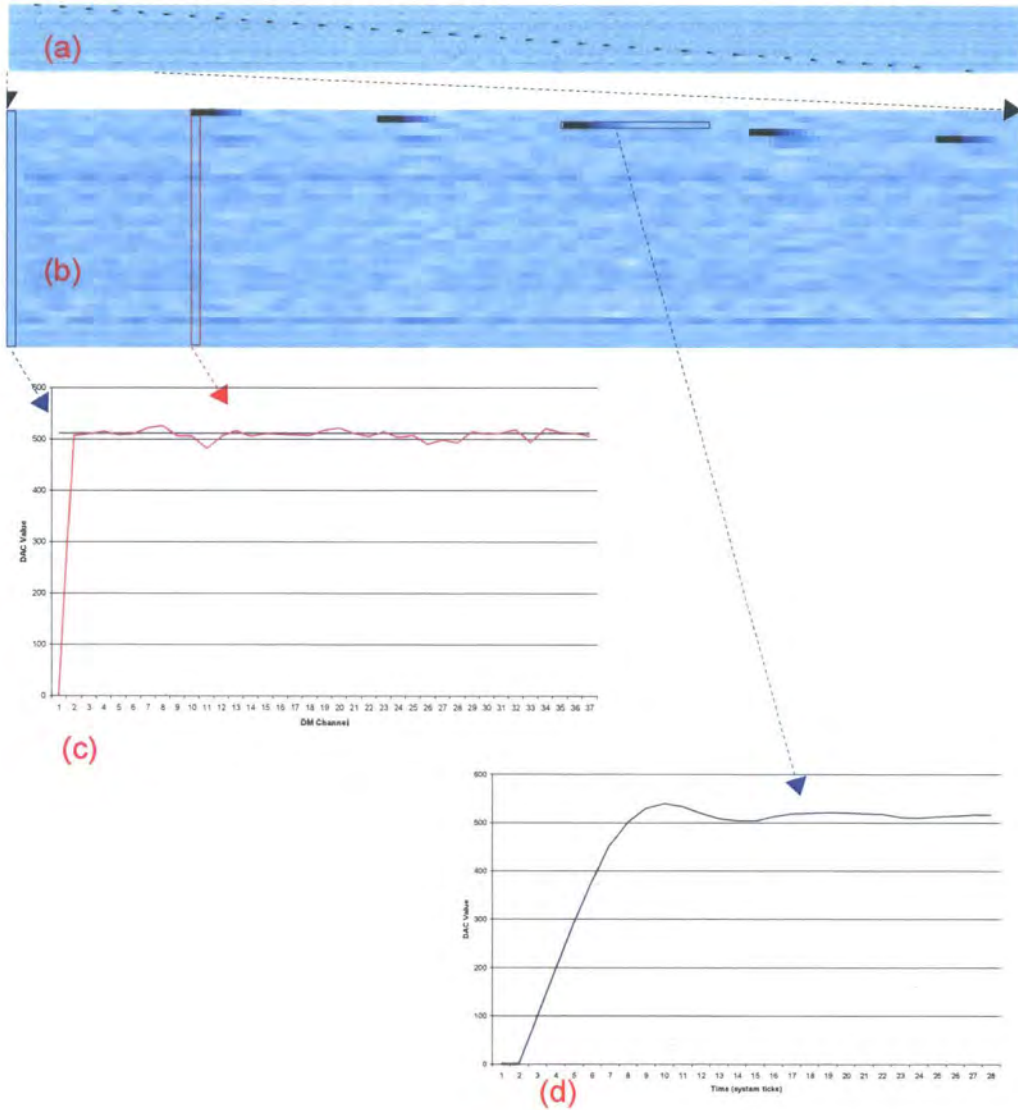 (a)
(b)
600
500
400
300
200
100
0
DAC Value
1 2 3 4 5 6 7 8 9 10 11 12 13 14 15 16 17 18 19 20 21 22 23 24 25 26 27 28 29 30 31 32 33 34 35 36 37
DM Channel
(c)
600
500
400
300
200
100
0
DAC Value
1 2 3 4 5 6 7 8 9 10 11 12 13 14 15 16 17 18 19 20 21 22 23 24 25 26 27 28
Time (system ticks)
(d)